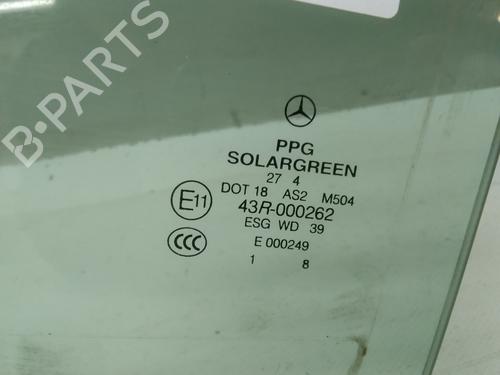 B-PARTS
PPG
SOLARGREEN
27 4
DOT 18 AS2 M504
E11 43R-000262
ESG WD 39
CCC E 000249
1 8